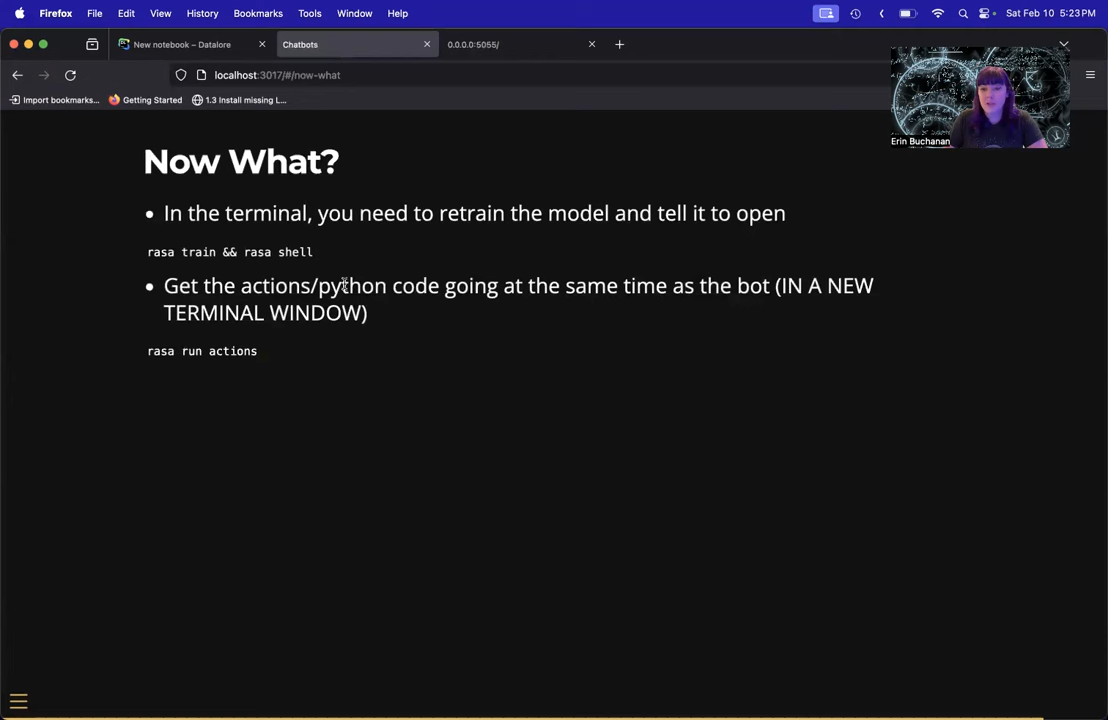 Firefox File Edit View History Bookmarks Tools Window Help Sat Feb 10 5:23 PM
New notebook – Datalore Chatbots 0.0.0.0:5055/
localhost:3017/#/now-what
Import bookmarks... Getting Started 1.3 Install missing L...
Erin Buchanan
Now What?
• In the terminal, you need to retrain the model and tell it to open
rasa train && rasa shell
• Get the actions/python code going at the same time as the bot (IN A NEW
TERMINAL WINDOW)
rasa run actions